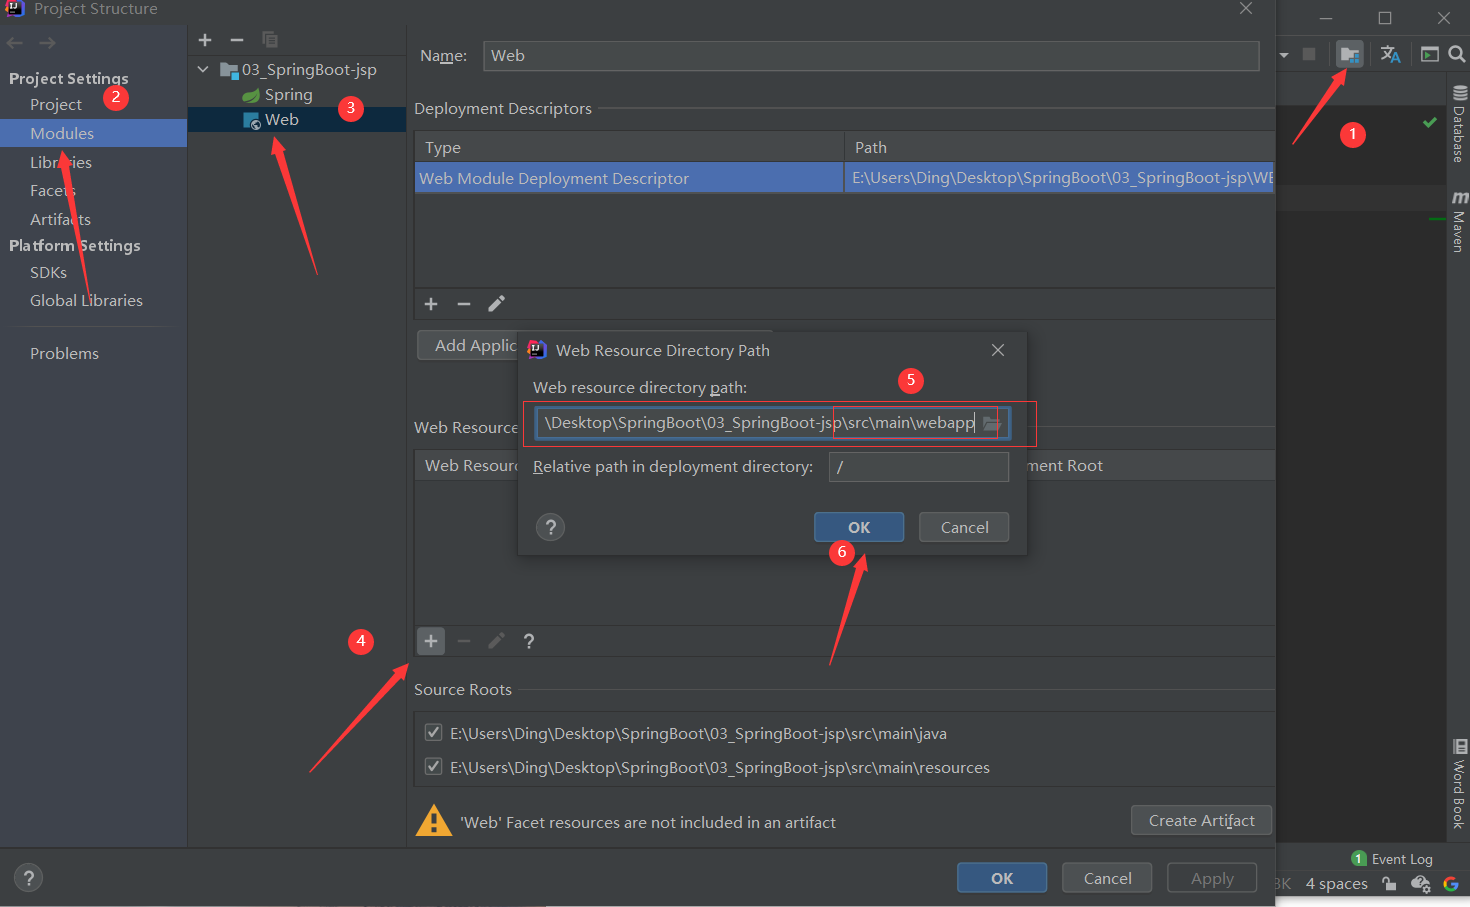 Project Structure
Project Settings
Project
2
Modules
Libraries
Facets
Artifacts
Platform Settings
SDKs
Global Libraries
Problems
03_SpringBoot-jsp
Spring
3
Web
Name:
Web
Deployment Descriptors
Type
Path
Web Module Deployment Descriptor
E:\Users\Ding\Desktop\SpringBoot\03_SpringBoot-jsp\WE
Add Applic
Web Resource Directory Path
Web resource directory path:
5
\Desktop\SpringBoot\03_SpringBoot-jsp\src\main\webapp
Relative path in deployment directory:
/
?
OK
Cancel
6
Web Resource
Web Resour
ment Root
4
?
Source Roots
E:\Users\Ding\Desktop\SpringBoot\03_SpringBoot-jsp\src\main\java
E:\Users\Ding\Desktop\SpringBoot\03_SpringBoot-jsp\src\main\resources
'Web' Facet resources are not included in an artifact
Create Artifact
?
OK
Cancel
Apply
1
Database
m
Maven
Word Book
1
Event Log
4 spaces